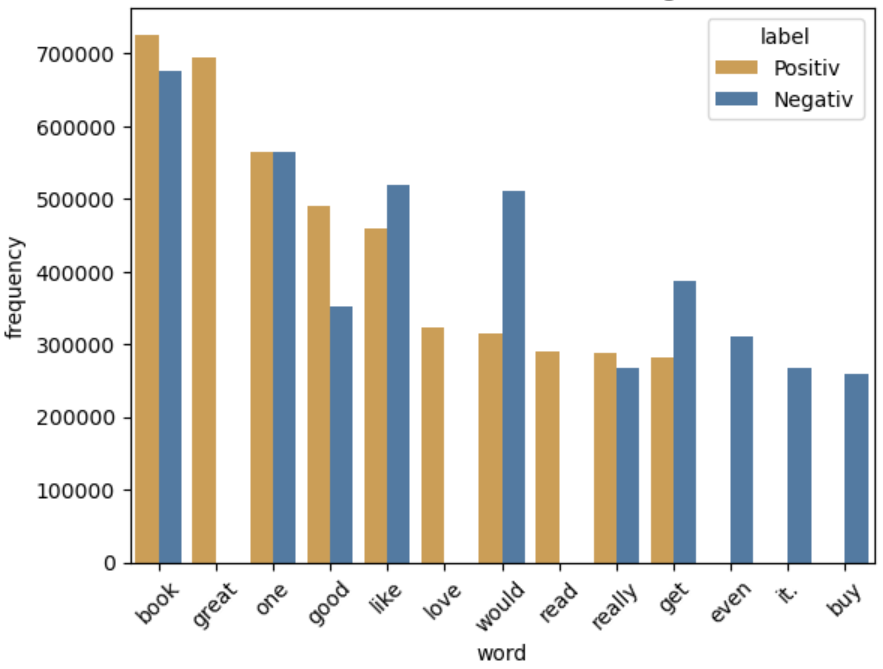 label
Positiv
Negativ
700000
600000
500000
400000
300000
200000
100000
0
frequency
book great one good like love would read really get even it. buy
word